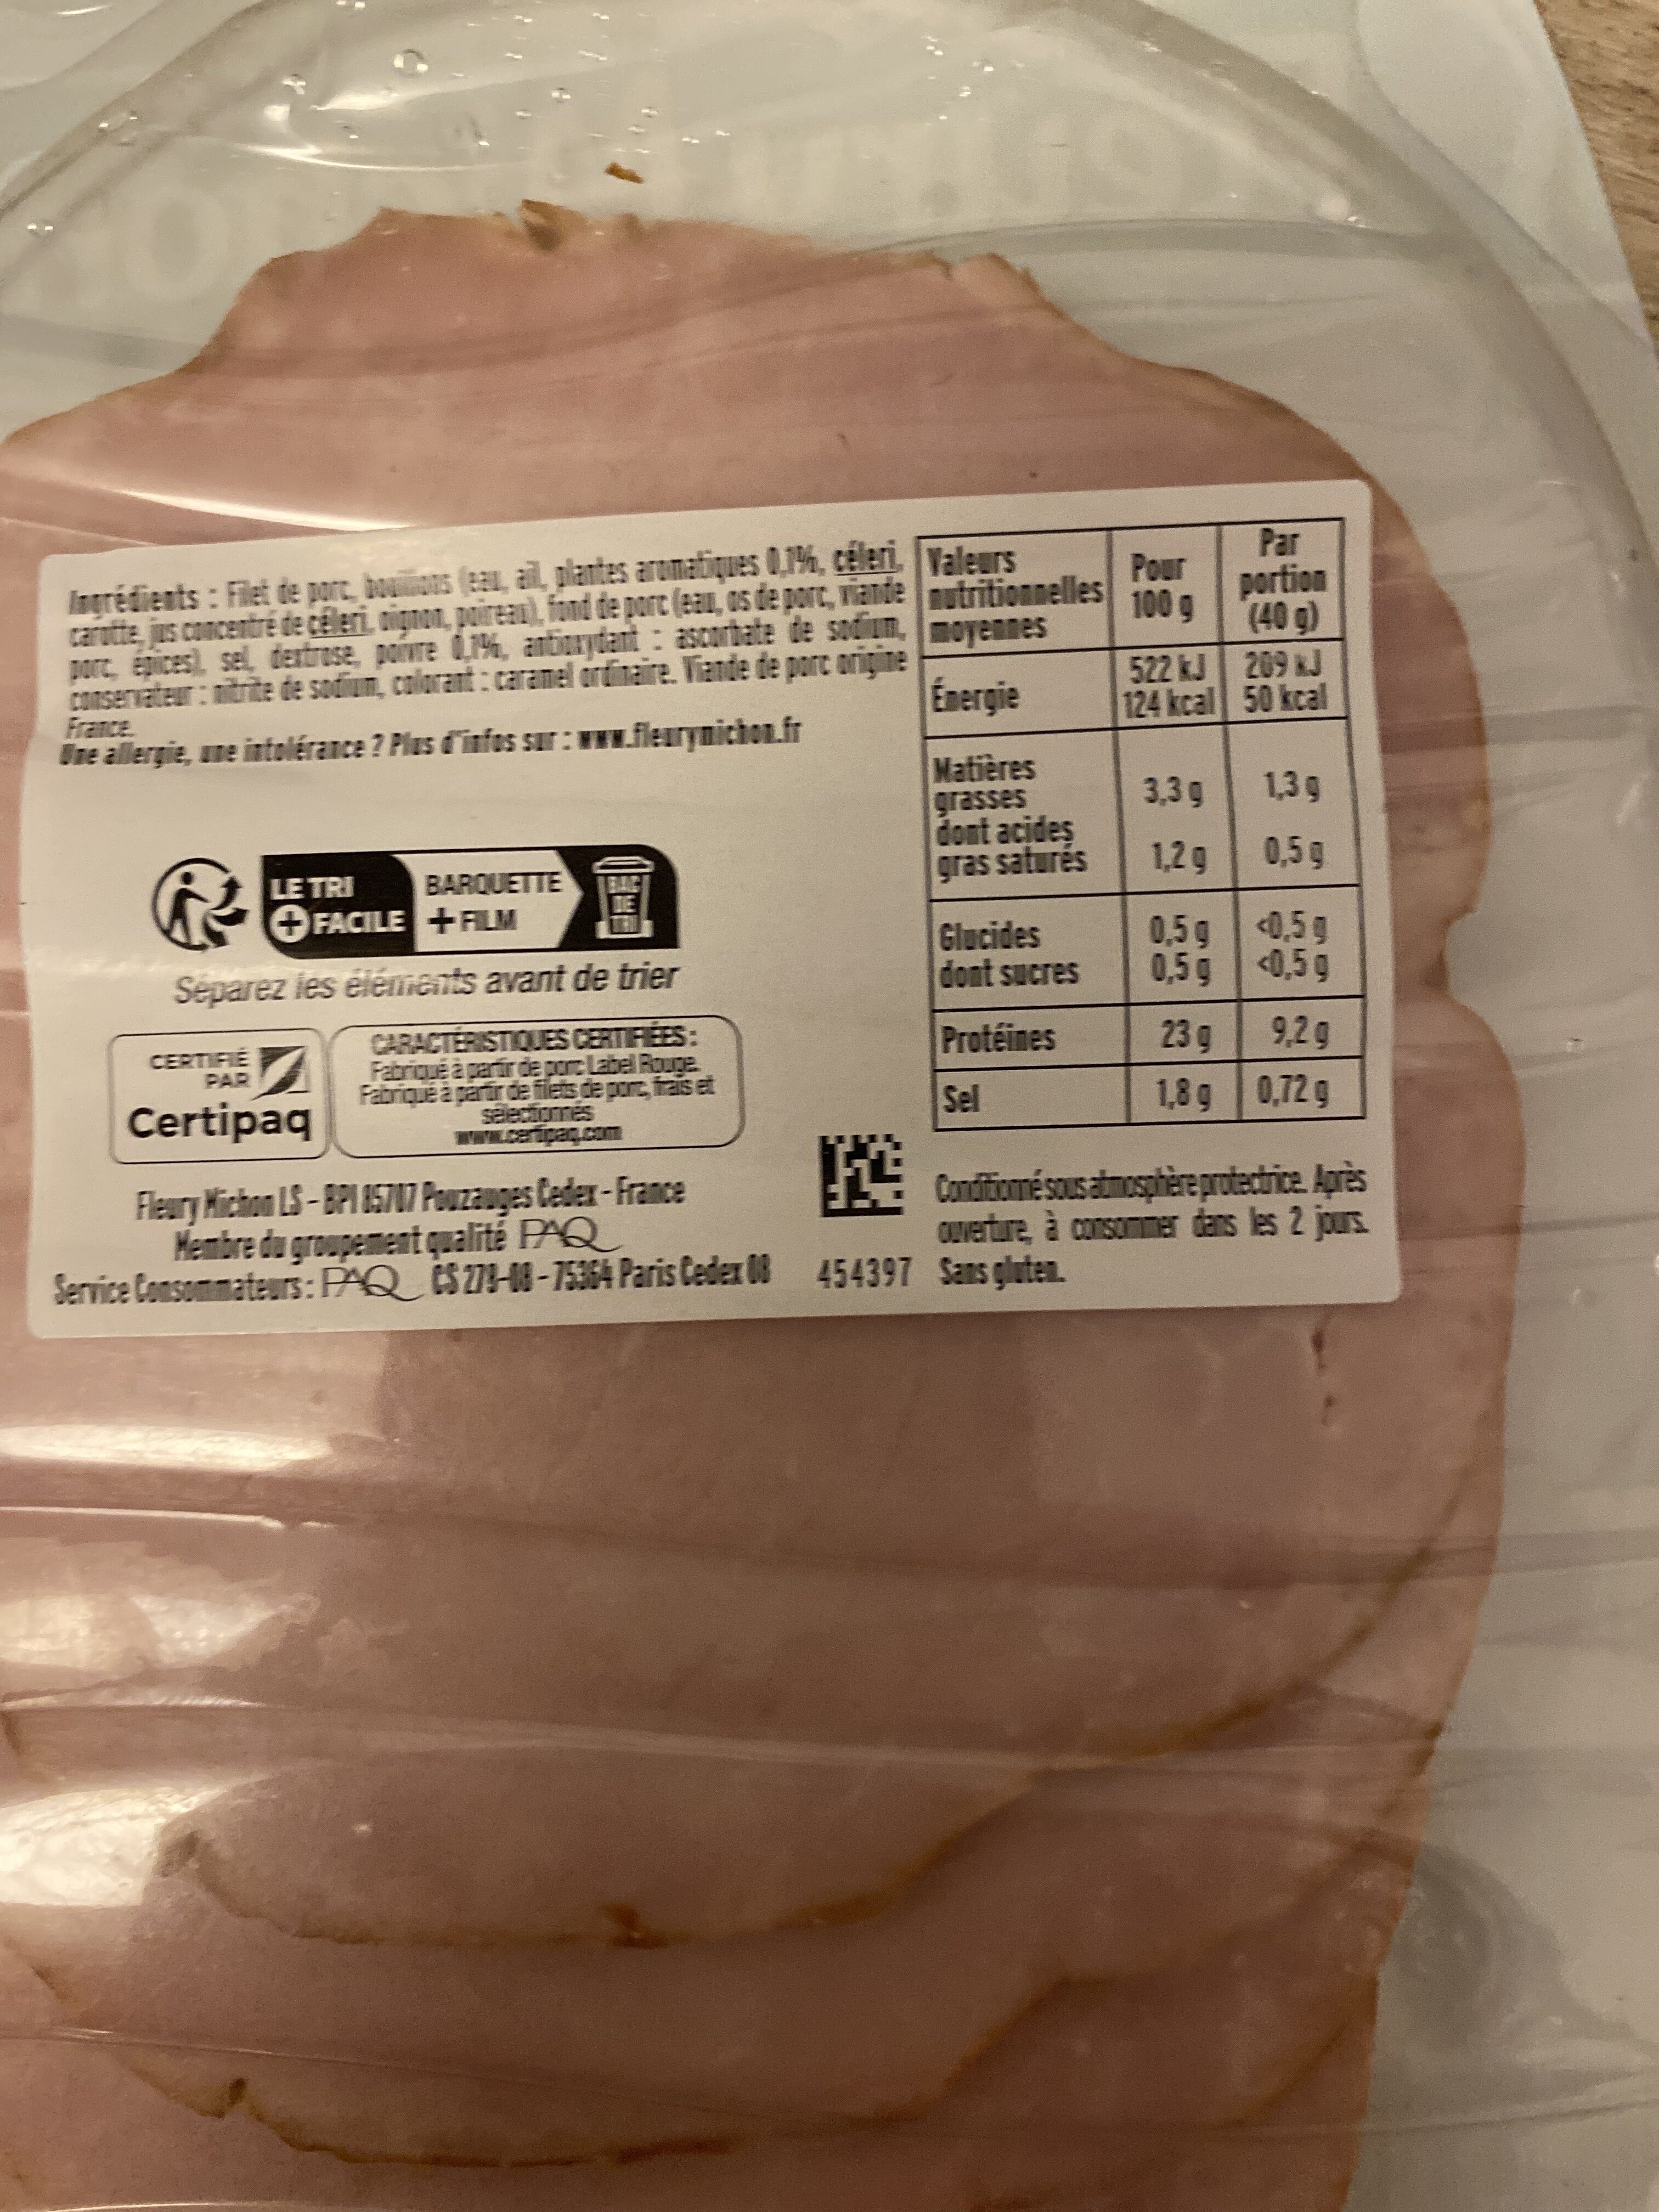 Ingrédients : Filet de porc, bouillons (eau, ail, plantes aromatiques 0,1%, céleri,
carotte, jus concentré de céleri, oignon, poireau), fond de porc (eau, os de porc, viande
porc, épices), sel, dextrose, poivre 0,1%, antioxydant : ascorbate de sodium,
conservateur : nitrite de sodium, colorant : caramel ordinaire. Viande de porc origine
France.
Une allergie, une intolérance ? Plus d'infos sur : www.fleurymichon.fr
LE TRI
+ FACILE
BARQUETTE
+ FILM
BAC
DE
TRI
Séparez les éléments avant de trier
CERTIFIÉ
PAR
Certipaq
CARACTÉRISTIQUES CERTIFIÉES :
Fabriqué à partir de porc Label Rouge.
Fabriqué à partir de filets de porc, frais et
sélectionnés
www.certipaq.com
Fleury Michon LS - BP1 85707 Pouzauges Cedex - France
Membre du groupement qualité PAQ
Service Consommateurs : PAQ CS 279-08 - 75364 Paris Cedex 08
454397
Valeurs
nutritionnelles
moyennes
Pour
100 g
Par
portion
(40 g)
Énergie
522 kJ 209 kJ
124 kcal 50 kcal
Matières
grasses 3,3 g 1,3 g
dont acides
gras saturés 1,2 g 0,5 g
Glucides 0,5 g <0,5 g
dont sucres 0,5 g <0,5 g
Protéines 23 g 9,2 g
Sel 1,8 g 0,72 g
Conditionné sous atmosphère protectrice. Après
ouverture, à consommer dans les 2 jours.
Sans gluten.